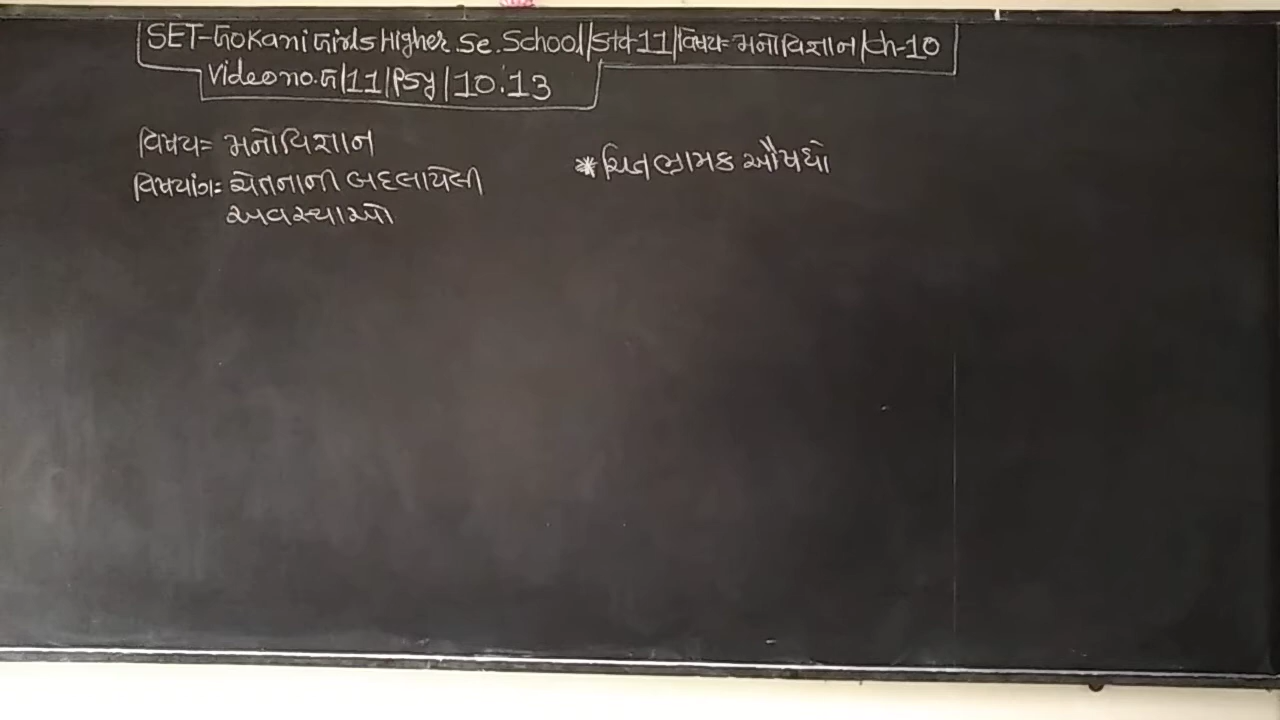 SET-Gokani Girls Higher.Se.School/Std-11/વિષય=મનોવિજ્ઞાન/Ch-10
Video no.G/11/Psy/10.13
વિષય= મનોવિજ્ઞાન
વિષયાંગ= ચેતનાની બદલાયેલી
અવસ્થાઓ
*ચિત્તભ્રામક ઔષધો